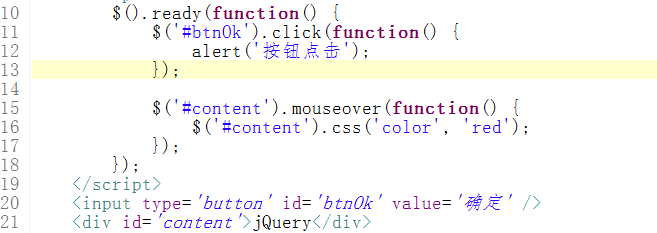 10 $().ready(function() {
11 $('#btnOk').click(function() {
12 alert('按钮点击');
13 });
14
15 $('#content').mouseover(function() {
16 $('#content').css('color', 'red');
17 });
18 });
19 </script>
20 <input type='button' id='btnOk' value='确定' />
21 <div id='content'>jQuery</div>